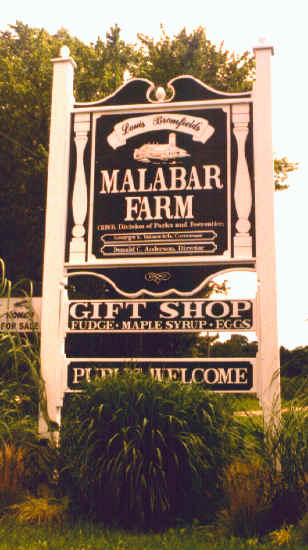 Louis Bromfield's
MALABAR
FARM
Division of Parks and Recreation
George V. Voinovich, Governor
Donald C. Anderson, Director
GIFT SHOP
FUDGE • MAPLE SYRUP • EGGS
PUBLIC WELCOME
HONEY
FOR SALE